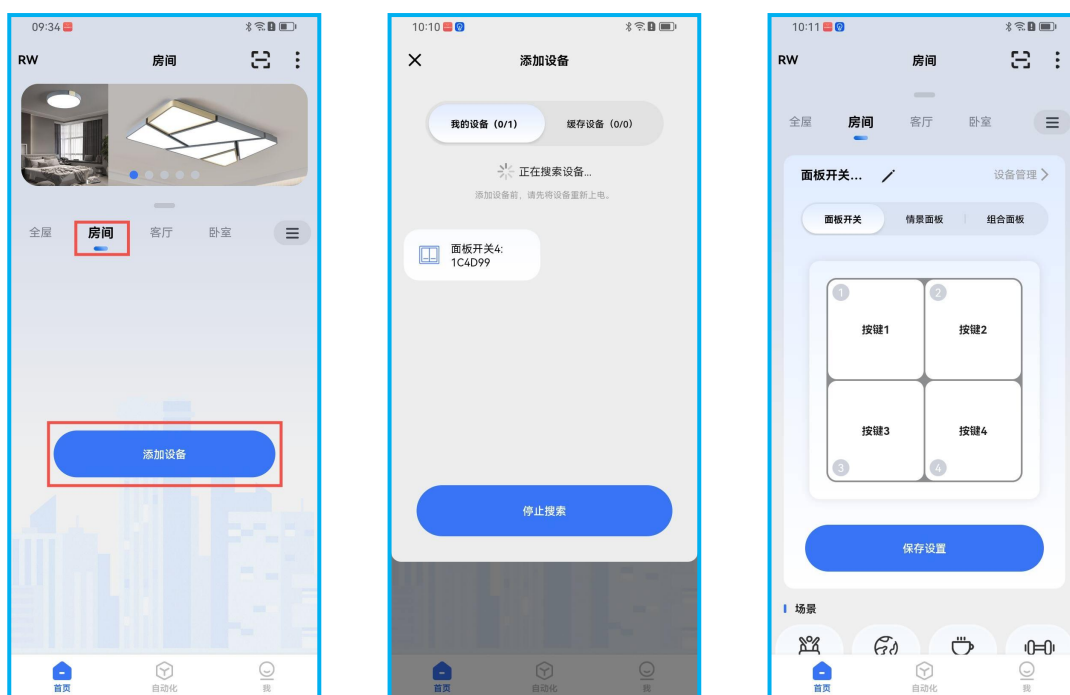 09:34
RW
房间
全屋
房间
客厅
卧室
添加设备
首页
自动化
我
10:10
添加设备
我的设备（0/1）
缓存设备（0/0）
正在搜索设备...
添加设备前，请先将设备重新上电。
面板开关4:
1C4D99
停止搜索
首页
自动化
我
10:11
RW
房间
全屋
房间
客厅
卧室
面板开关...
设备管理
面板开关
情景面板
组合面板
1
2
按键1
按键2
按键3
按键4
3
4
保存设置
场景
首页
自动化
我